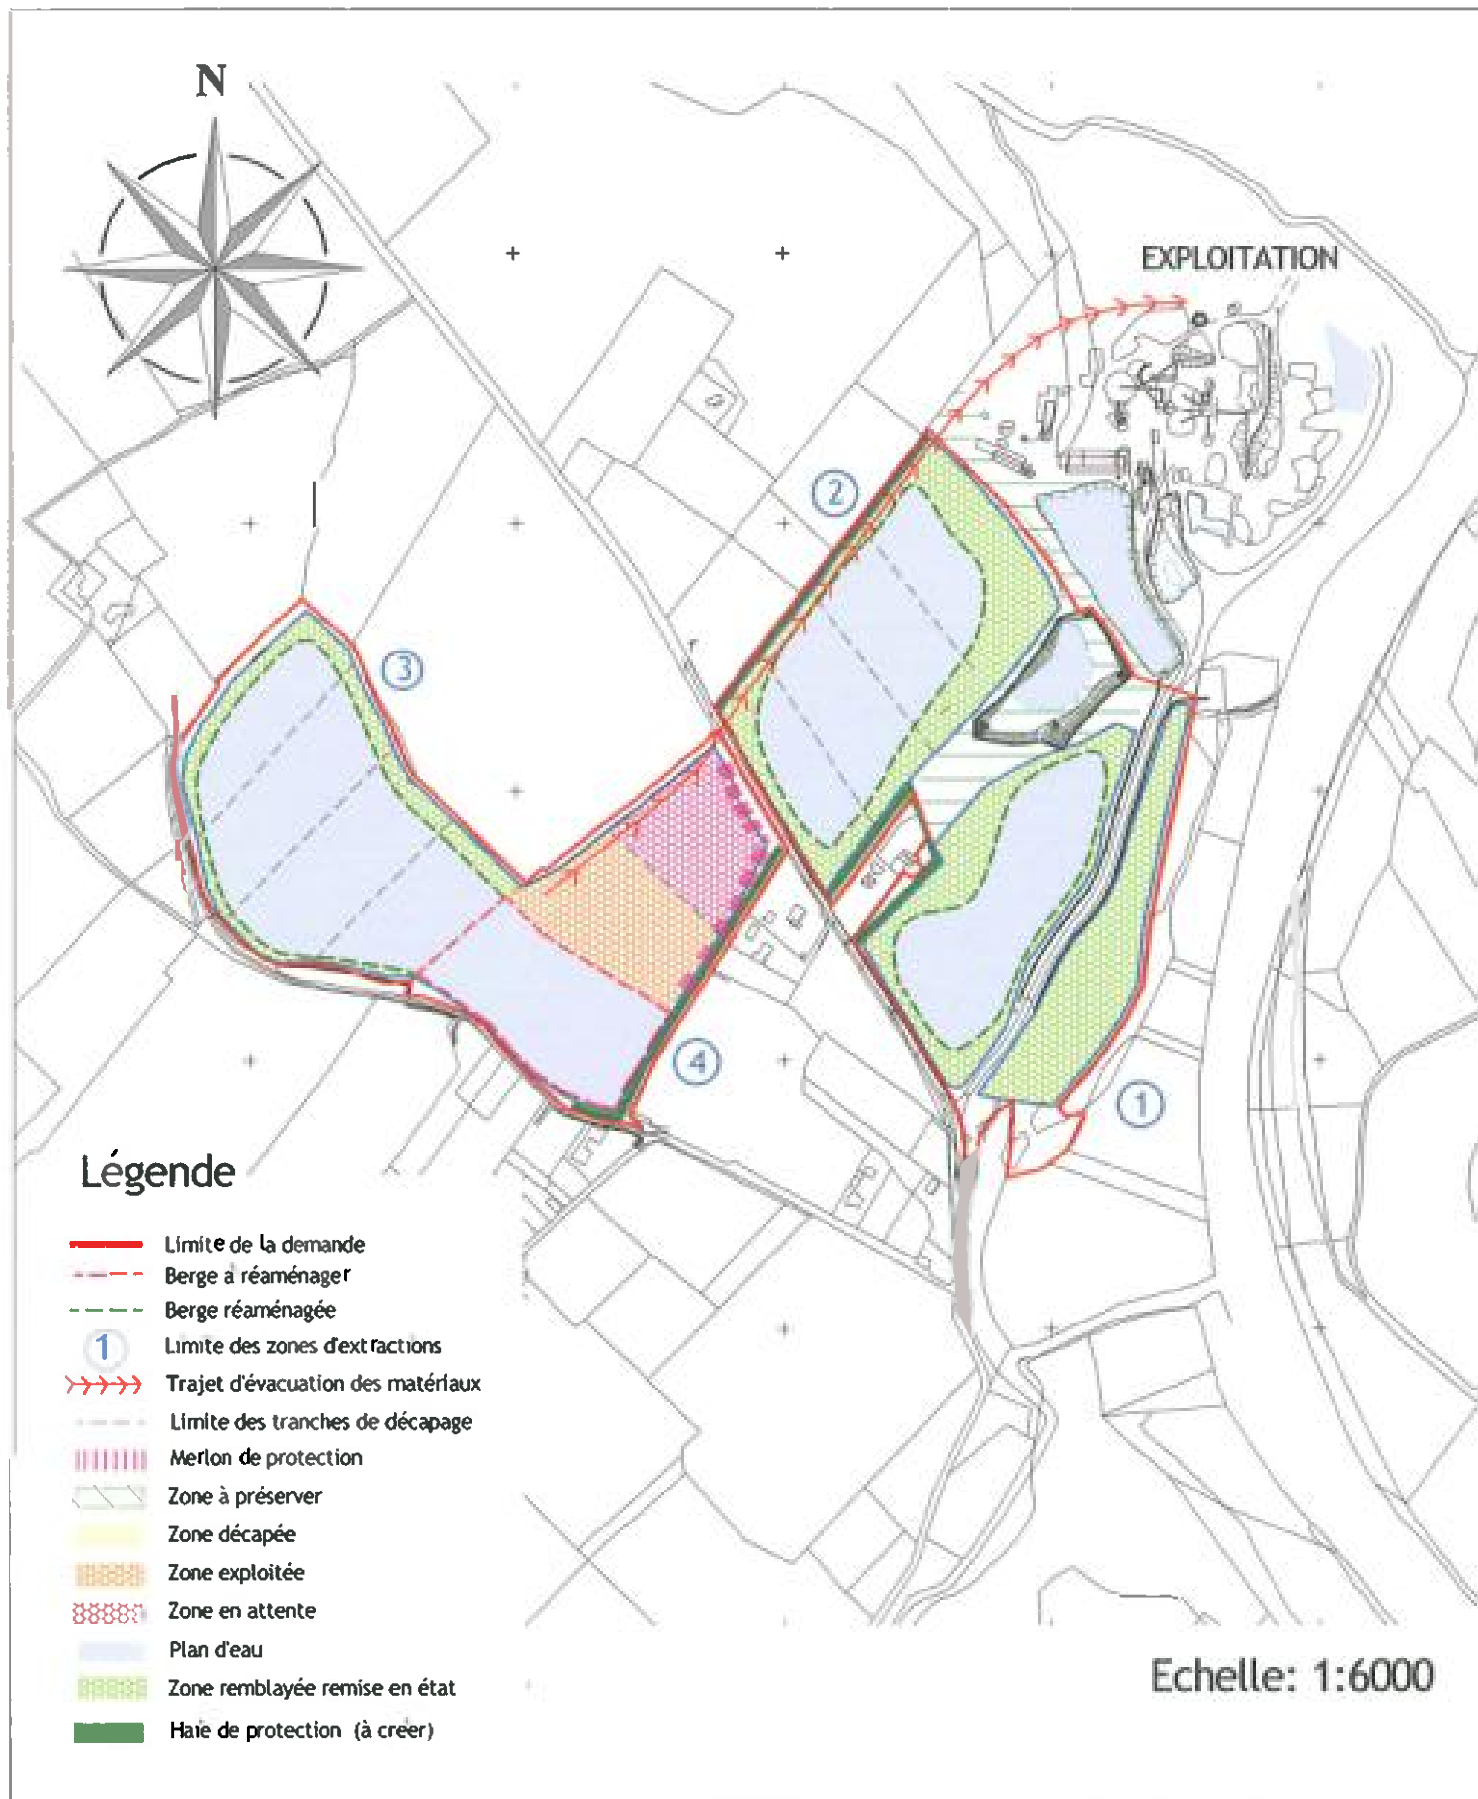 N
EXPLOITATION
2
3
4
1
Légende
Limite de la demande
Berge à réaménager
Berge réaménagée
1 Limite des zones d'extractions
Trajet d'évacuation des matériaux
Limite des tranches de décapage
Merlon de protection
Zone à préserver
Zone décapée
Zone exploitée
Zone en attente
Plan d'eau
Zone remblayée remise en état
Haie de protection (à creer)
Echelle: 1:6000